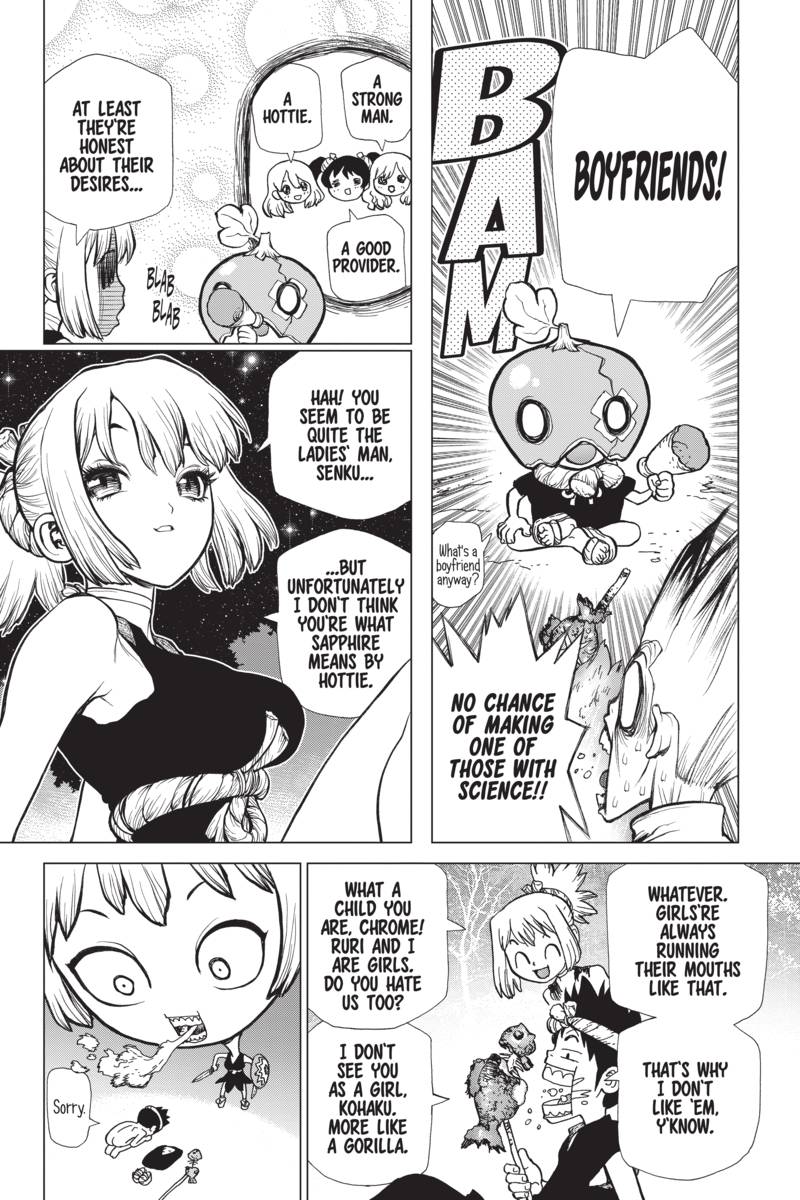 BOYFRIENDS!
BAM
What's a
boyfriend
anyway?
NO CHANCE
OF MAKING
ONE OF
THOSE WITH
SCIENCE!!
A
STRONG
MAN.
A
HOTTIE.
A GOOD
PROVIDER.
BLAB
BLAB
AT LEAST
THEY'RE
HONEST
ABOUT THEIR
DESIRES...
HAH! YOU
SEEM TO BE
QUITE THE
LADIES' MAN,
SENKU...
...BUT
UNFORTUNATELY
I DON'T THINK
YOU'RE WHAT
SAPPHIRE
MEANS BY
HOTTIE.
WHATEVER.
GIRLS'RE
ALWAYS
RUNNING
THEIR MOUTHS
LIKE THAT.
THAT'S WHY
I DON'T
LIKE 'EM,
Y'KNOW.
WHAT A
CHILD YOU
ARE, CHROME!
RURI AND I
ARE GIRLS.
DO YOU HATE
US TOO?
I DON'T
SEE YOU
AS A GIRL,
KOHAKU.
MORE LIKE
A GORILLA.
Sorry.